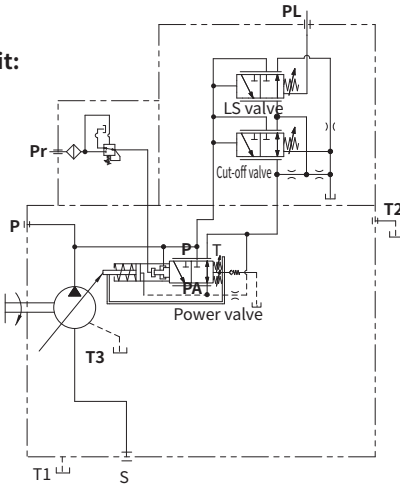 PL
it:
LS valve
Pr
Cut-off valve
T2
P
P
T
PA
Power valve
T3
T1
S